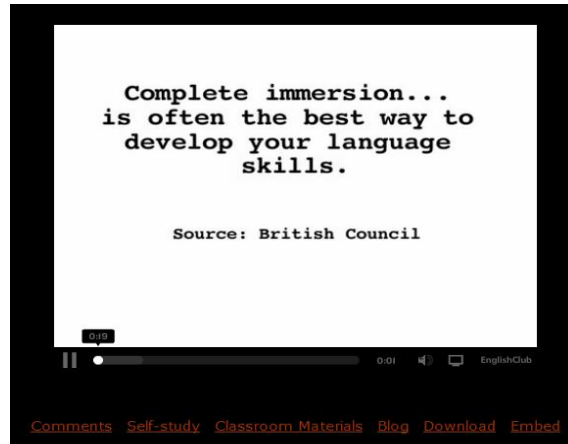 Complete immersion...
is often the best way to
develop your language
skills.
Source: British Council
0:19
0:01 EnglishClub
Comments Self-study Classroom Materials Blog Download Embed